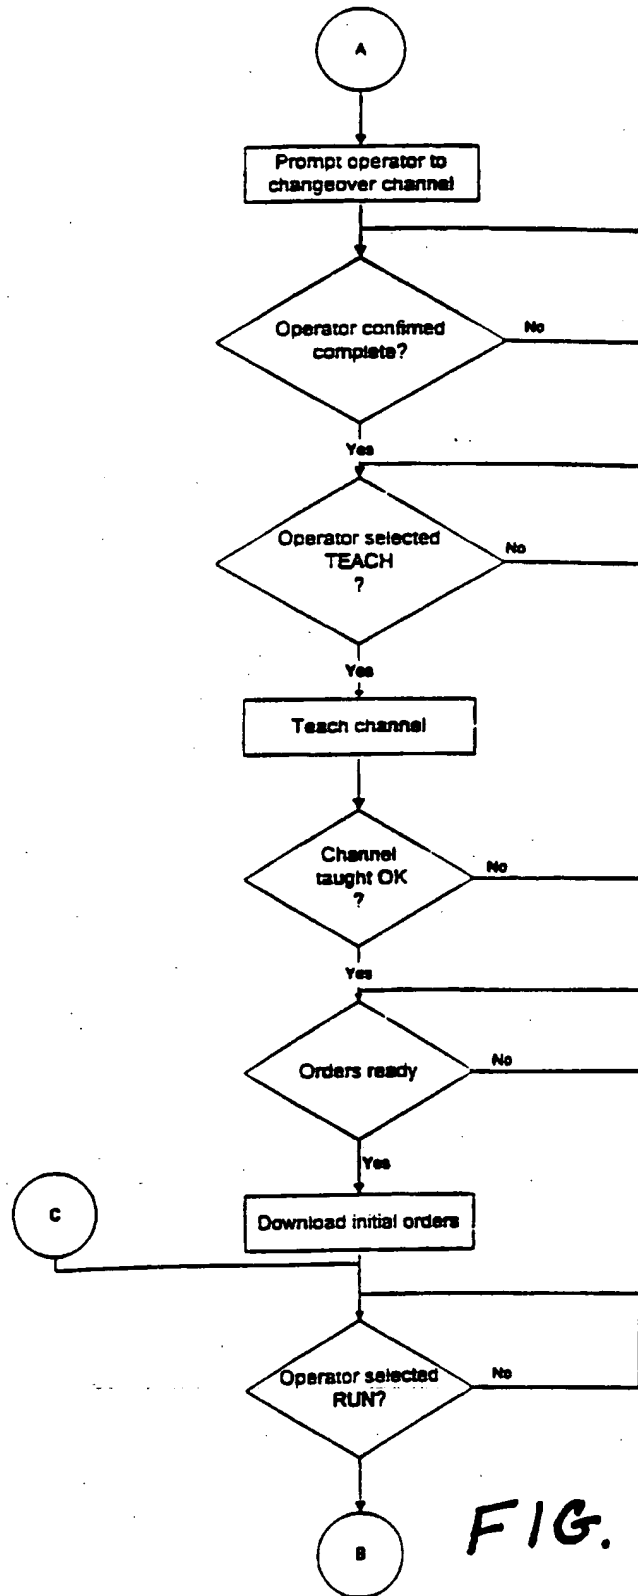 A
Prompt operator to
changeover channel
Operator confirmed
complete?
No
Yes
Operator selected
TEACH
?
No
Yes
Teach channel
Channel
taught OK
?
No
Yes
Orders ready
No
Yes
C
Download initial orders
Operator selected
RUN?
No
B
FIG.